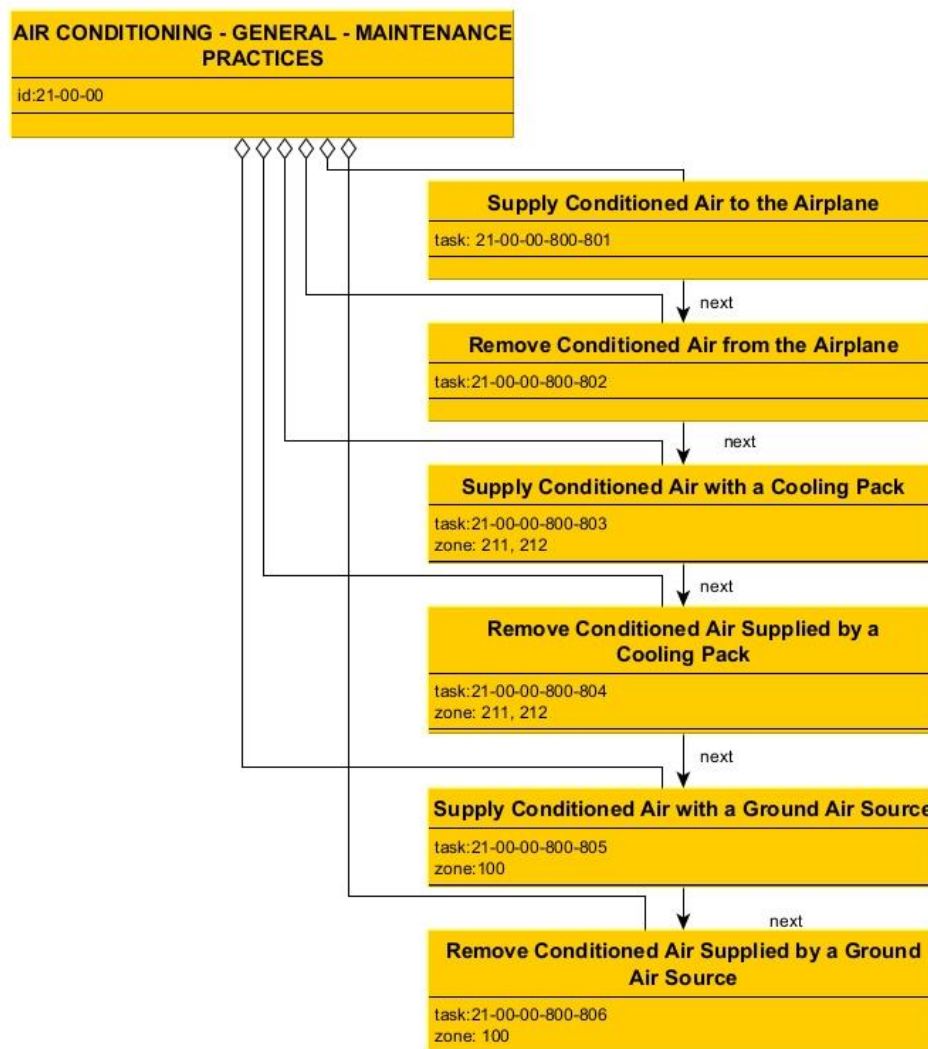 AIR CONDITIONING - GENERAL - MAINTENANCE
PRACTICES
id:21-00-00
Supply Conditioned Air to the Airplane
task: 21-00-00-800-801
next
Remove Conditioned Air from the Airplane
task:21-00-00-800-802
next
Supply Conditioned Air with a Cooling Pack
task:21-00-00-800-803
zone: 211, 212
next
Remove Conditioned Air Supplied by a
Cooling Pack
task:21-00-00-800-804
zone: 211, 212
next
Supply Conditioned Air with a Ground Air Source
task:21-00-00-800-805
zone:100
next
Remove Conditioned Air Supplied by a Ground
Air Source
task:21-00-00-800-806
zone: 100